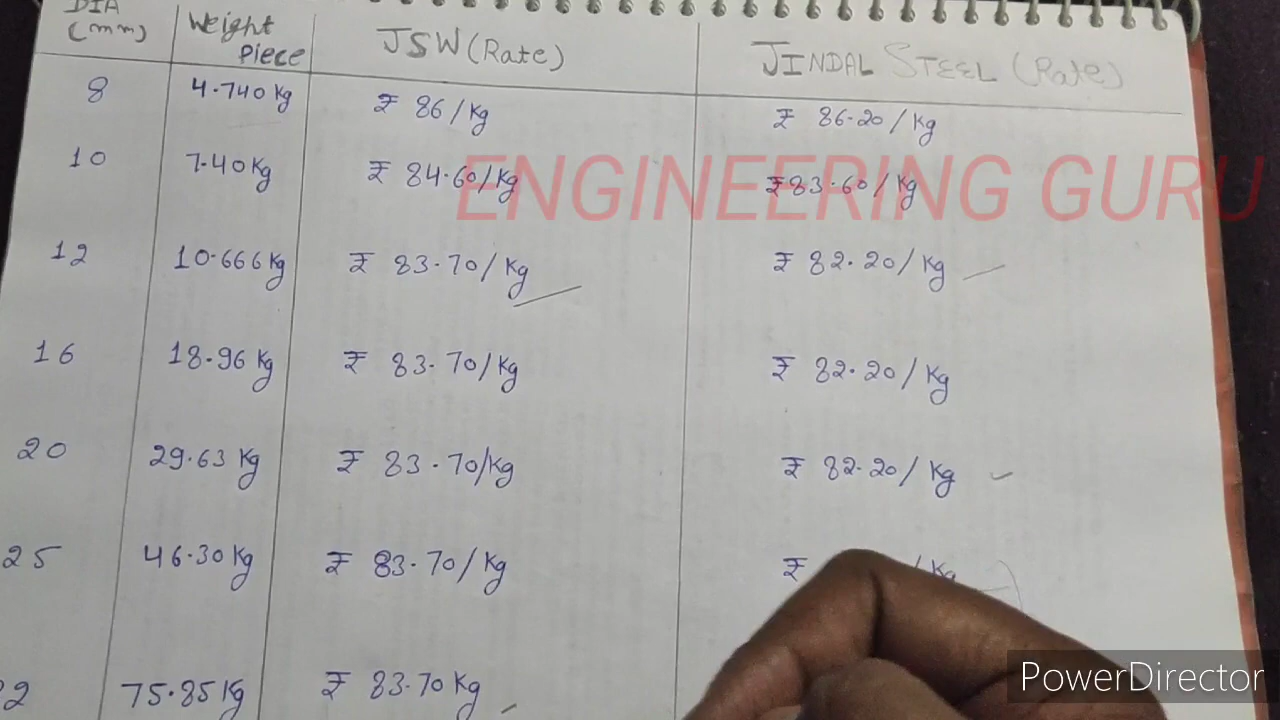 DIA (mm) Weight Piece JSW (Rate) JINDAL STEEL (Rate)
8 4.740 Kg ₹ 86/Kg ₹ 86.20/Kg
10 7.40 Kg ₹ 84.60/Kg ₹ 83.60/Kg
ENGINEERING GURU
12 10.666 Kg ₹ 83.70/Kg ₹ 82.20/Kg
16 18.96 Kg ₹ 83.70/Kg ₹ 82.20/Kg
20 29.63 Kg ₹ 83.70/Kg ₹ 82.20/Kg
25 46.30 Kg ₹ 83.70/Kg ₹ /Kg
2 75.85 Kg ₹ 83.70 Kg
PowerDirector